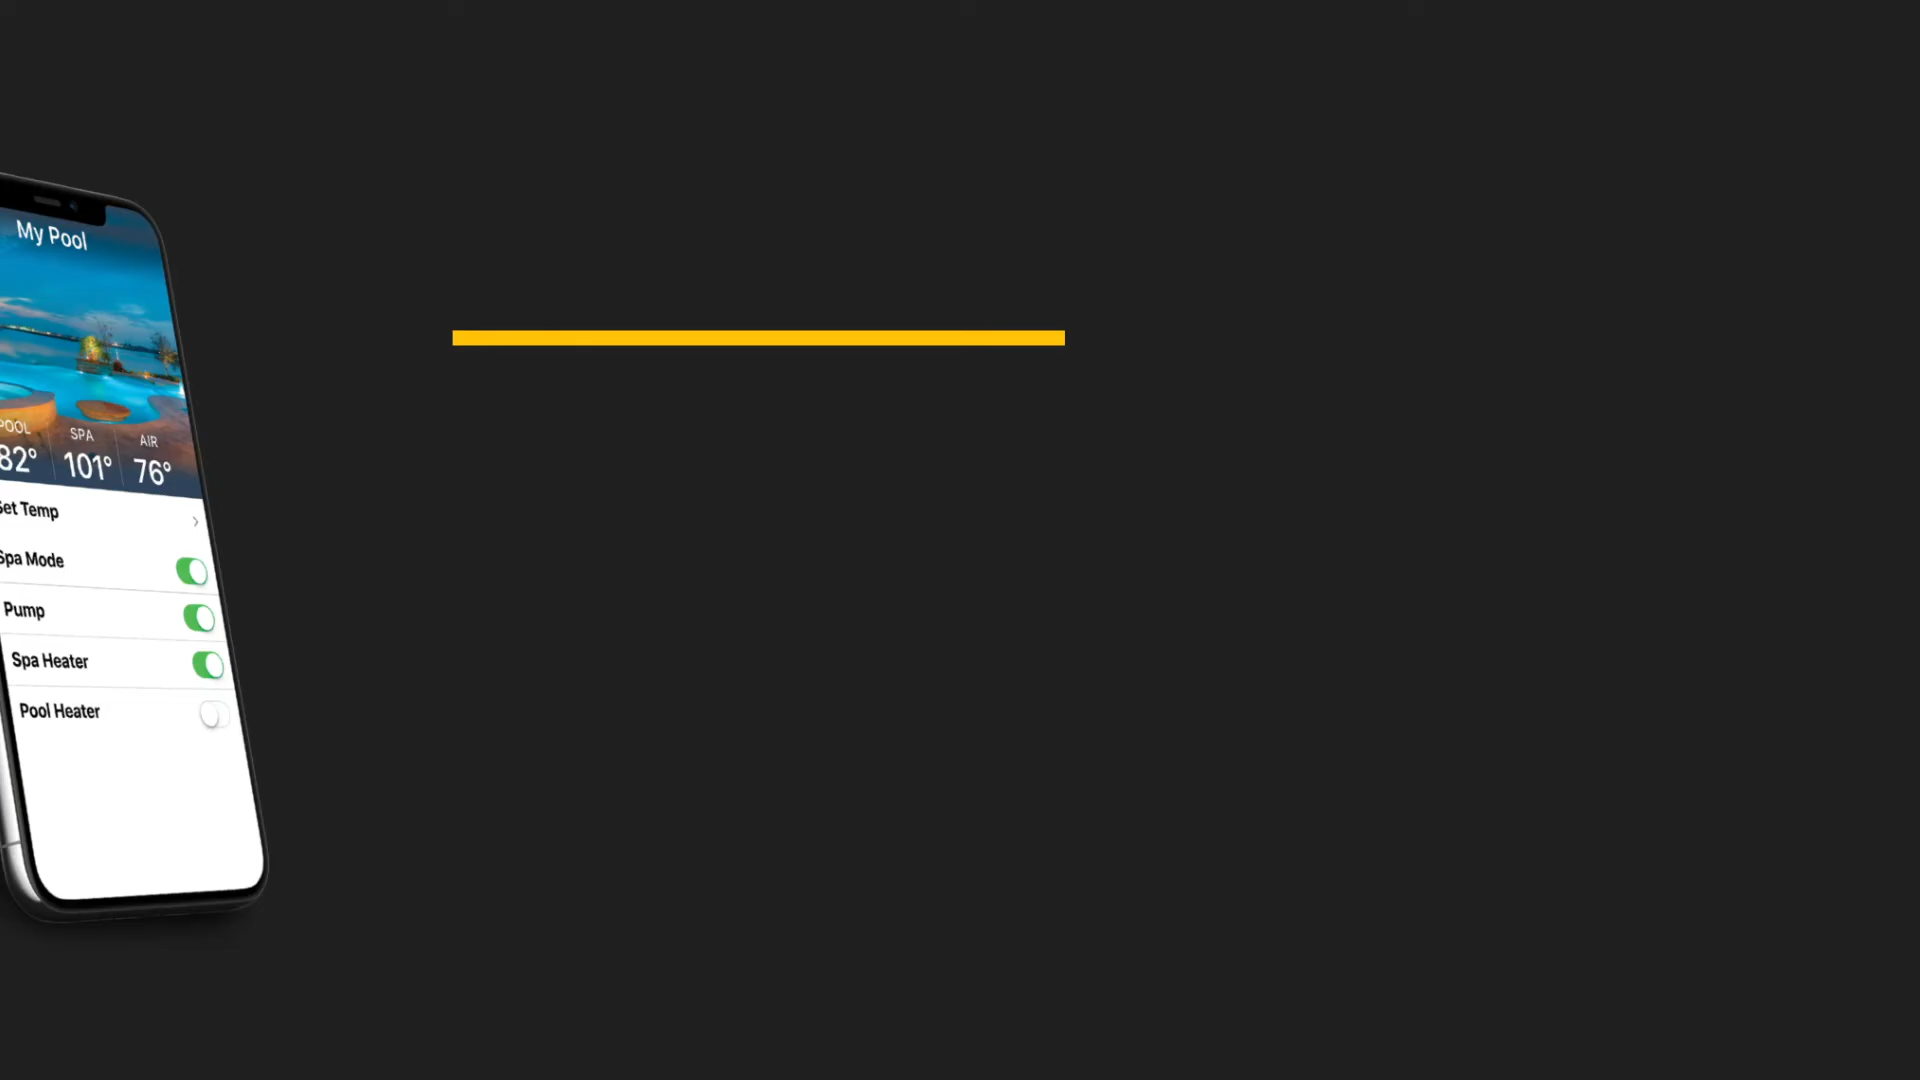 My Pool
POOL SPA AIR
82° 101° 76°
Set Temp
Spa Mode
Pump
Spa Heater
Pool Heater